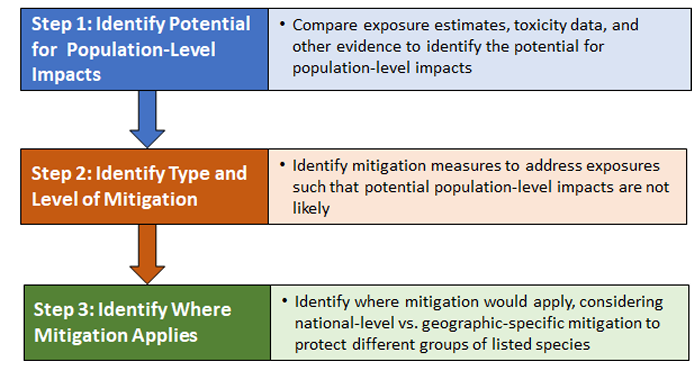 Step 1: Identify Potential
for Population-Level
Impacts
• Compare exposure estimates, toxicity data, and
other evidence to identify the potential for
population-level impacts
Step 2: Identify Type and
Level of Mitigation
• Identify mitigation measures to address exposures
such that potential population-level impacts are not
likely
Step 3: Identify Where
Mitigation Applies
• Identify where mitigation would apply, considering
national-level vs. geographic-specific mitigation to
protect different groups of listed species